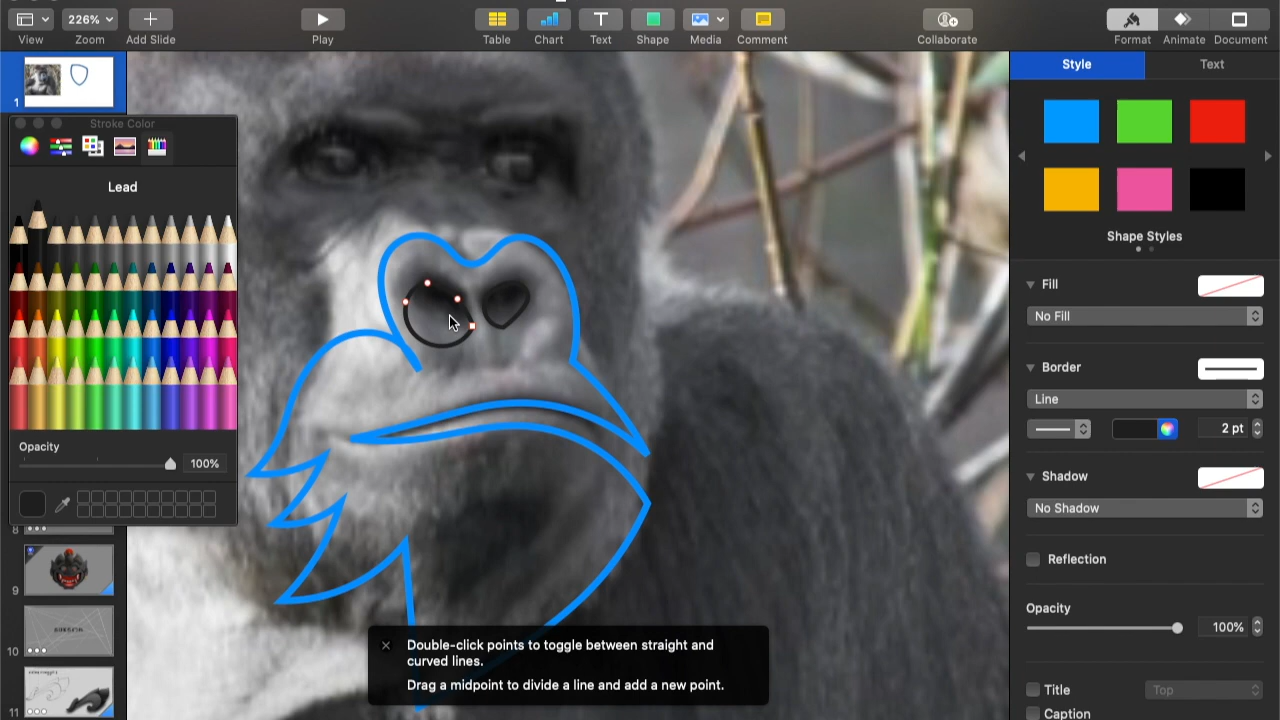 226%
View
Zoom
Add Slide
Play
Table
Chart
Text
Shape
Media
Comment
Collaborate
Format
Animate
Document
1
Stroke Color
Lead
Opacity
100%
8
9
10
11
Style
Text
Shape Styles
Fill
No Fill
Border
Line
2 pt
Shadow
No Shadow
Reflection
Opacity
100%
Title
Top
Caption
Double-click points to toggle between straight and
curved lines.
Drag a midpoint to divide a line and add a new point.